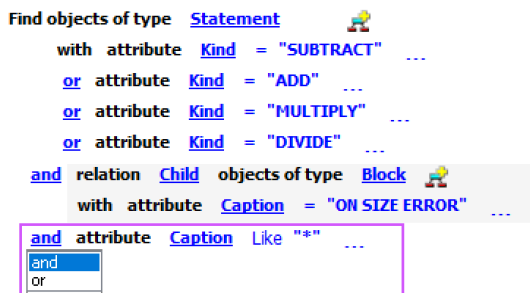 Find objects of type Statement
with attribute Kind = "SUBTRACT" ...
or attribute Kind = "ADD" ...
or attribute Kind = "MULTIPLY" ...
or attribute Kind = "DIVIDE" ...
and relation Child objects of type Block
with attribute Caption = "ON SIZE ERROR" ...
and attribute Caption Like "*" ...
and
or